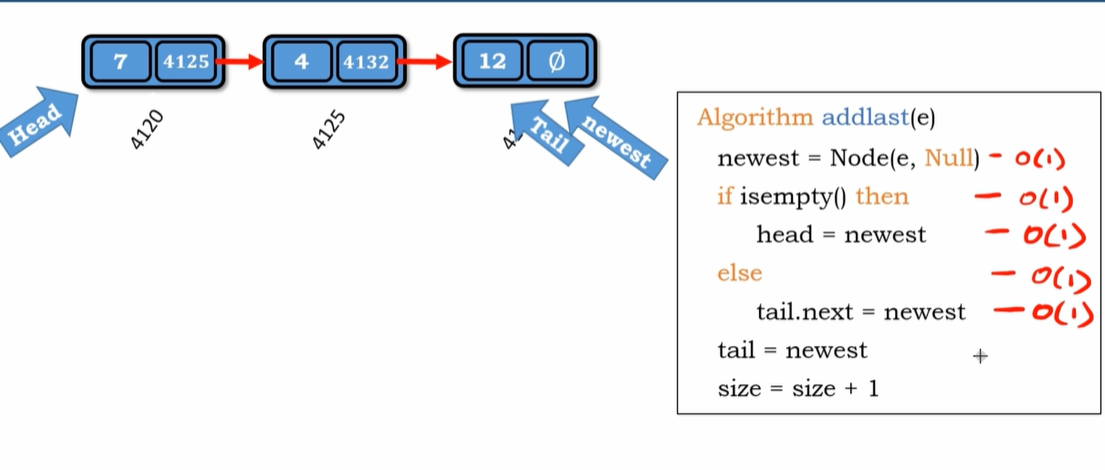 7 4125 4 4132 12 Ø
Head
4120
4125
Tail
newest
Algorithm addlast(e)
newest = Node(e, Null) - O(1)
if isempty() then - O(1)
head = newest - O(1)
else - O(1)
tail.next = newest - O(1)
tail = newest
size = size + 1